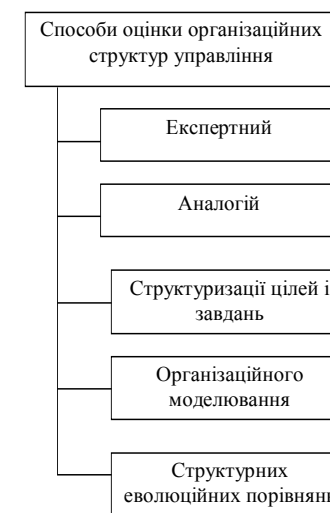 Способи оцінки організаційних
структур управління
Експертний
Аналогій
Структуризації цілей і
завдань
Організаційного
моделювання
Структурних
еволюційних порівнянь